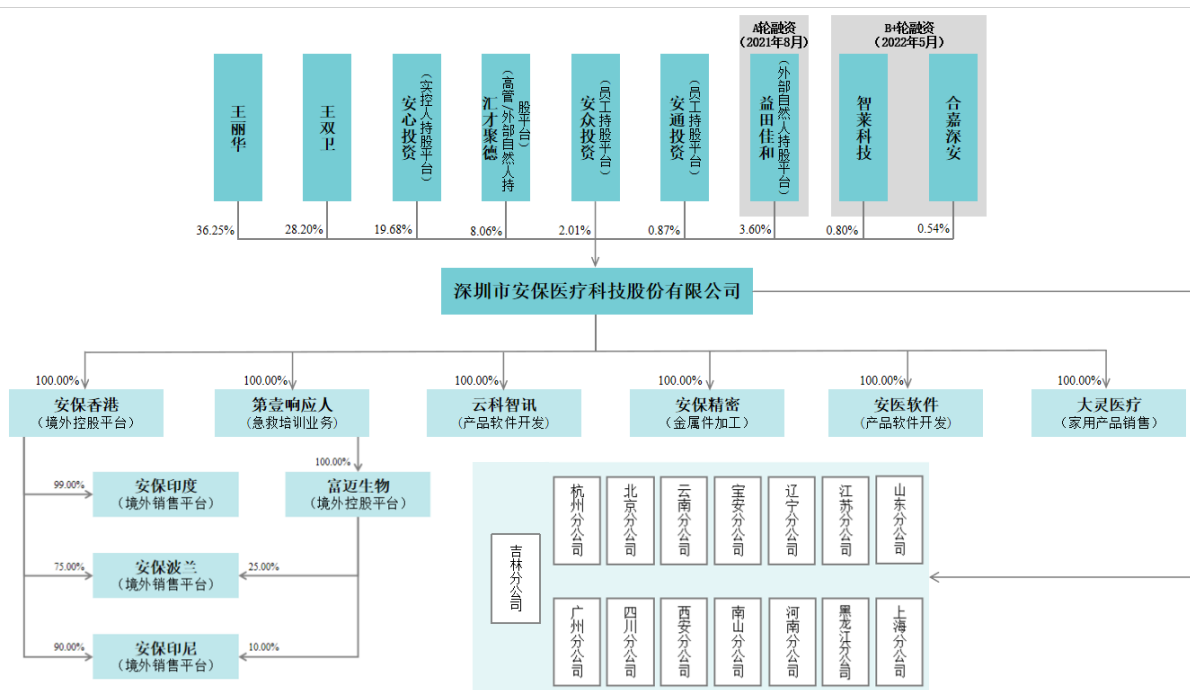 A轮融资
（2021年8月）
B+轮融资
（2022年5月）
王丽华
王双卫
安心投资
（实控人持股平台）
汇才聚德
（高管/外部自然人持
股平台）
安众投资
（员工持股平台）
安通投资
（员工持股平台）
益田佳和
（外部自然人持股平台）
智莱科技
合嘉深安
36.25%
28.20%
19.68%
8.06%
2.01%
0.87%
3.60%
0.80%
0.54%
深圳市安保医疗科技股份有限公司
100.00%
100.00%
100.00%
100.00%
100.00%
100.00%
安保香港
（境外控股平台）
第壹响应人
(急救培训业务)
云科智讯
(产品软件开发)
安保精密
（金属件加工）
安医软件
(产品软件开发)
大灵医疗
（家用产品销售）
100.00%
99.00%
安保印度
（境外销售平台）
富迈生物
（境外控股平台）
75.00%
安保波兰
（境外销售平台）
25.00%
90.00%
安保印尼
（境外销售平台）
10.00%
吉林分公司
杭州分公司
北京分公司
云南分公司
宝安分公司
辽宁分公司
江苏分公司
山东分公司
广州分公司
四川分公司
西安分公司
南山分公司
河南分公司
黑龙江分公司
上海分公司